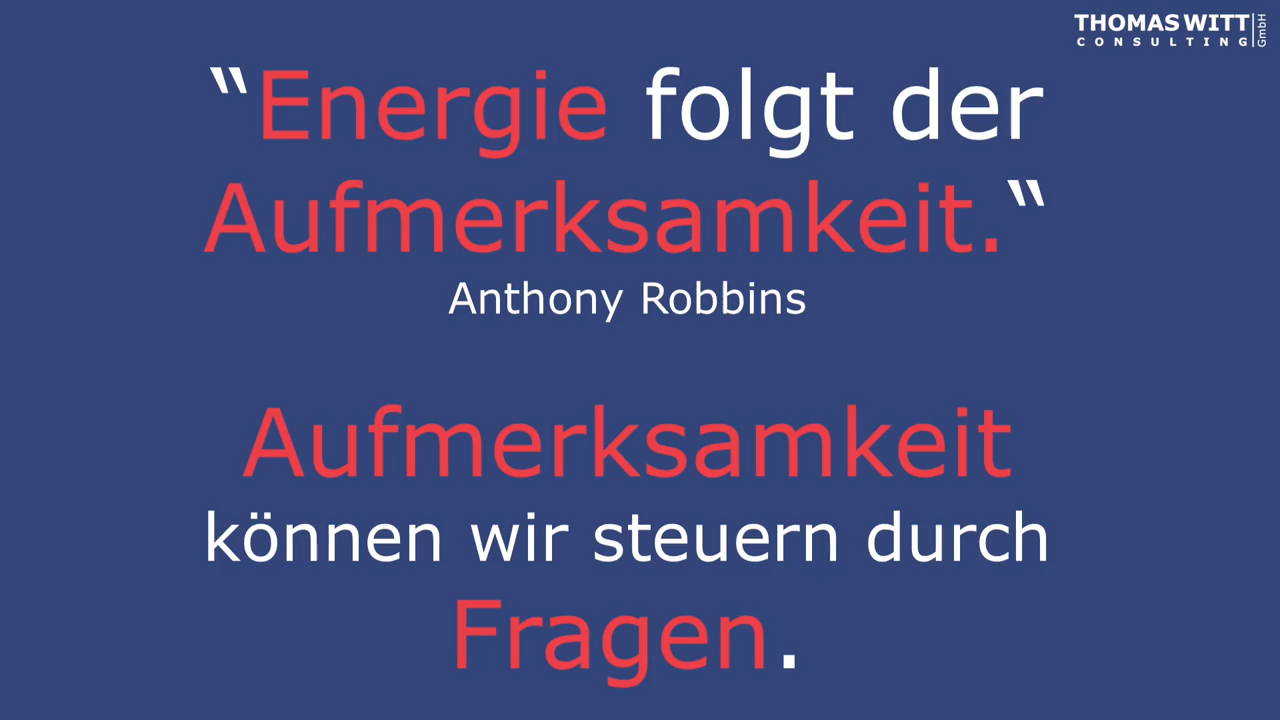 THOMAS WITT
CONSULTING
GmbH
“Energie folgt der
Aufmerksamkeit.“
Anthony Robbins
Aufmerksamkeit
können wir steuern durch
Fragen.